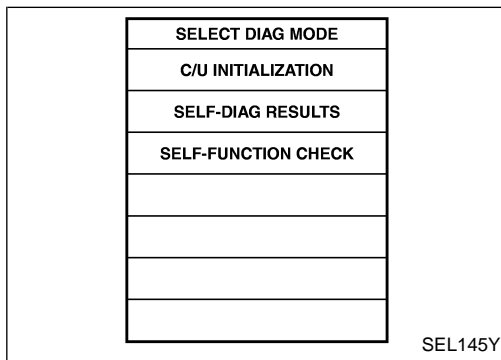 SELECT DIAG MODE
C/U INITIALIZATION
SELF-DIAG RESULTS
SELF-FUNCTION CHECK
SEL145Y